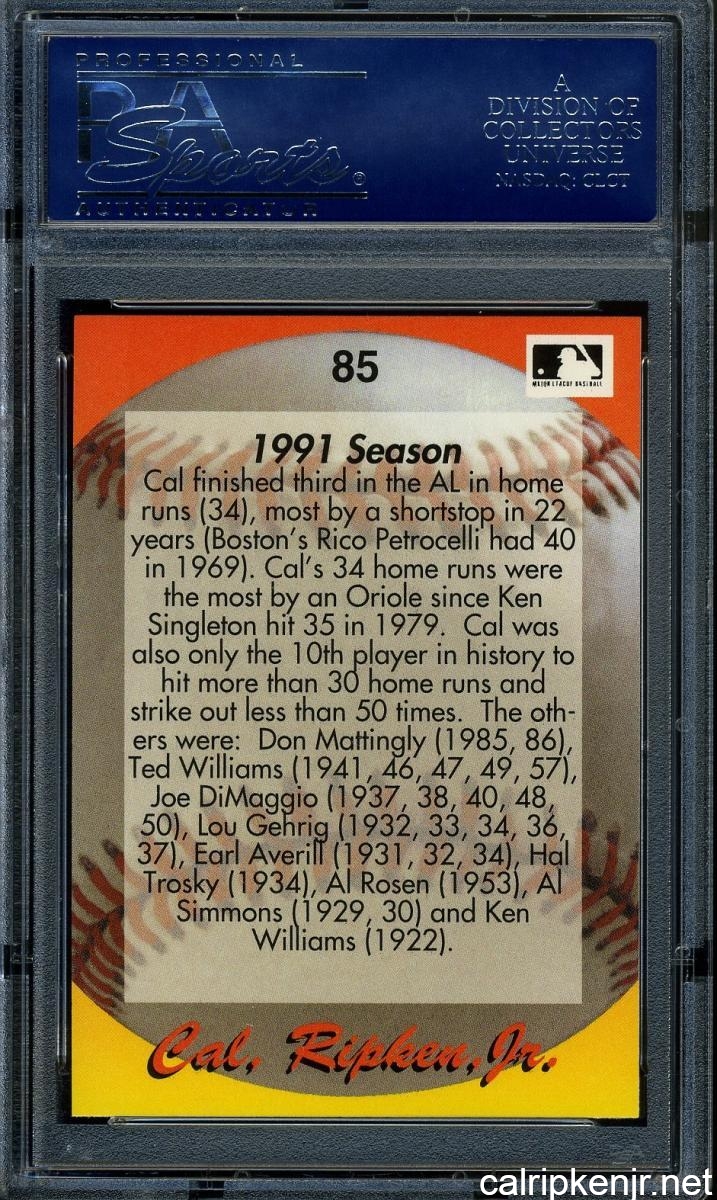 PROFESSIONAL
PSA
Sports®
AUTHENTICATOR
A
DIVISION OF
COLLECTORS
UNIVERSE
NASDAQ: CLCT
85
MAJOR LEAGUE BASEBALL
1991 Season
Cal finished third in the AL in home
runs (34), most by a shortstop in 22
years (Boston's Rico Petrocelli had 40
in 1969). Cal's 34 home runs were
the most by an Oriole since Ken
Singleton hit 35 in 1979. Cal was
also only the 10th player in history to
hit more than 30 home runs and
strike out less than 50 times. The oth-
ers were: Don Mattingly (1985, 86),
Ted Williams (1941, 46, 47, 49, 57),
Joe DiMaggio (1937, 38, 40, 48,
50), Lou Gehrig (1932, 33, 34, 36,
37), Earl Averill (1931, 32, 34), Hal
Trosky (1934), Al Rosen (1953), Al
Simmons (1929, 30) and Ken
Williams (1922).
Cal, Ripken, Jr.
calripkenjr.net